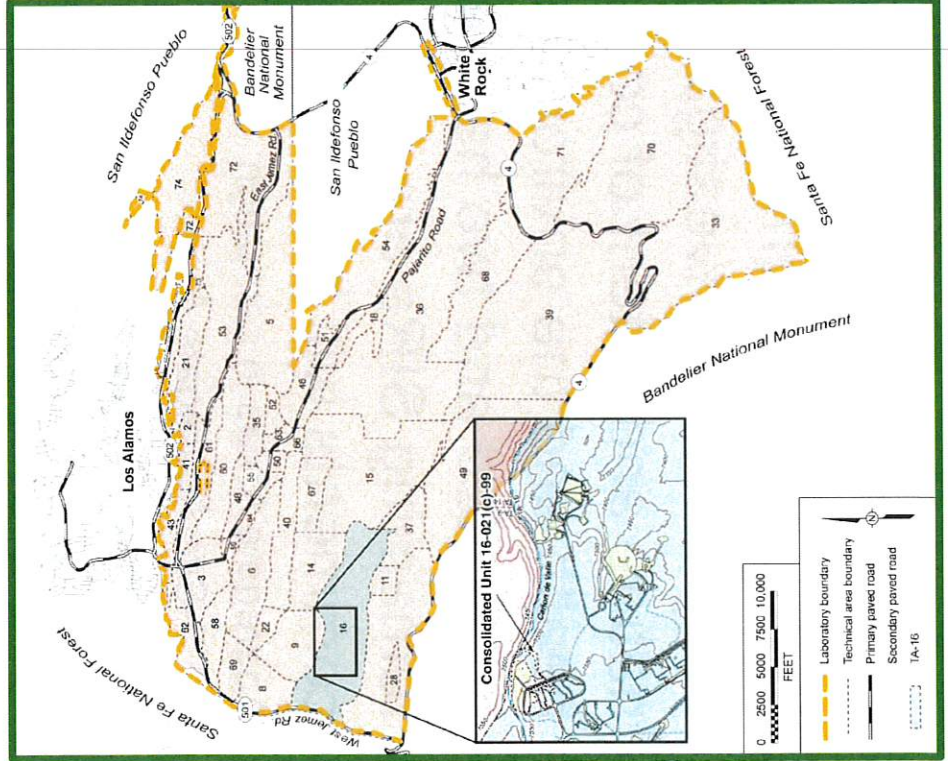 San Ildefonso Pueblo
502
Bandelier
National
Monument
San Ildefonso
Pueblo
White
Rock
Santa Fe National Forest
74
72
East Jemez Rd
72
4
71
70
33
54
Pajarito Road
Los Alamos
502
21
53
5
2
41
61
43
60
48
55
35
52
46
63
50
66
51
18
36
68
39
4
Bandelier National Monument
Santa Fe National Forest
62
3
58
69
8
22
6
9
40
14
67
15
49
37
16
11
28
501
West Jemez Rd.
Consolidated Unit 16-021(c)-99
Cañon de Valle
0 2500 5000 7500 10,000
FEET
N
Laboratory boundary
Technical area boundary
Primary paved road
Secondary paved road
TA-16